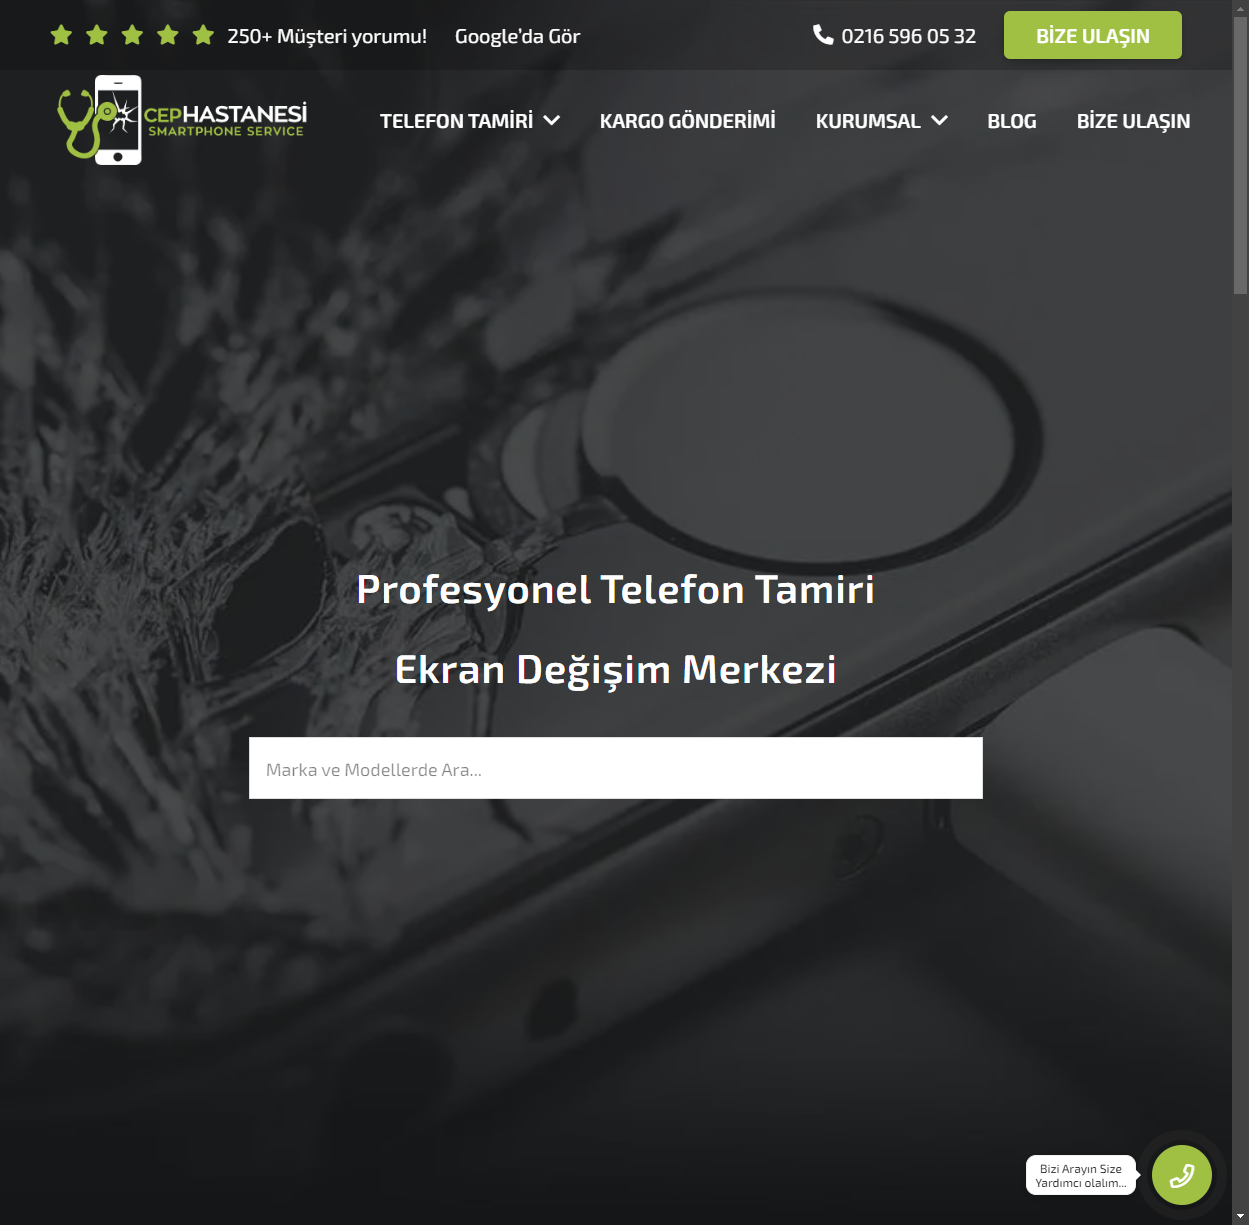 250+ Müşteri yorumu!
Google'da Gör
0216 596 05 32
BİZE ULAŞIN
CEPHASTANESİ
SMARTPHONE SERVICE
TELEFON TAMİRİ
KARGO GÖNDERİMİ
KURUMSAL
BLOG
BİZE ULAŞIN
Profesyonel Telefon Tamiri
Ekran Değişim Merkezi
Marka ve Modellerde Ara...
Bizi Arayın Size
Yardımcı olalım...